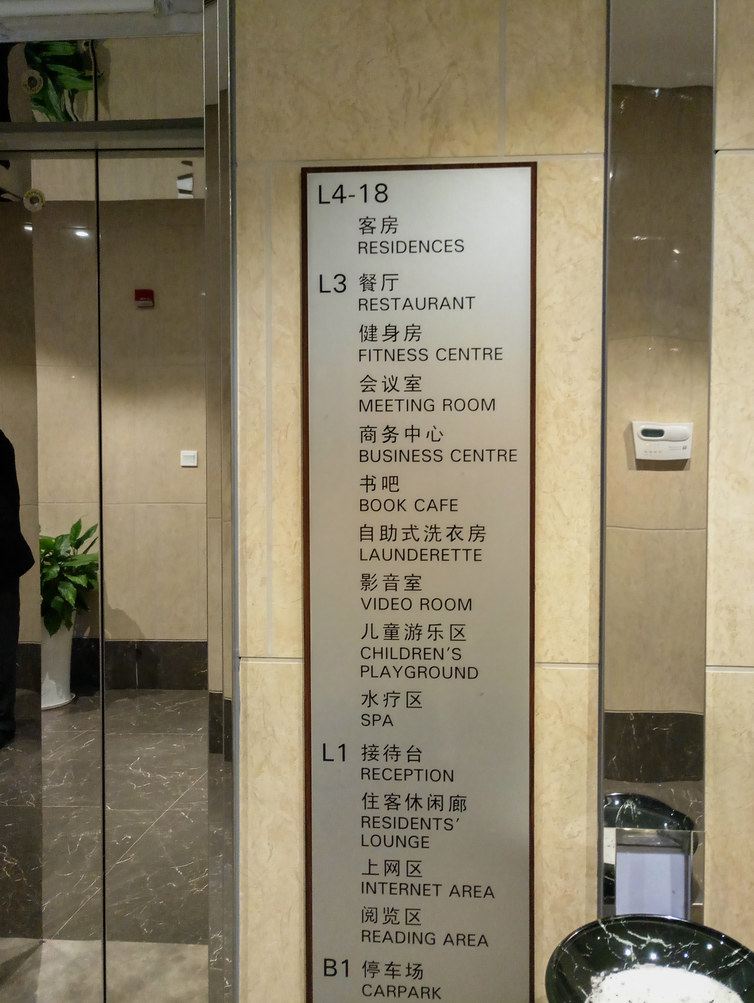 L4-18
客房
RESIDENCES
L3 餐厅
RESTAURANT
健身房
FITNESS CENTRE
会议室
MEETING ROOM
商务中心
BUSINESS CENTRE
书吧
BOOK CAFE
自助式洗衣房
LAUNDERETTE
影音室
VIDEO ROOM
儿童游乐区
CHILDREN'S
PLAYGROUND
水疗区
SPA
L1 接待台
RECEPTION
住客休闲廊
RESIDENTS'
LOUNGE
上网区
INTERNET AREA
阅览区
READING AREA
B1 停车场
CARPARK